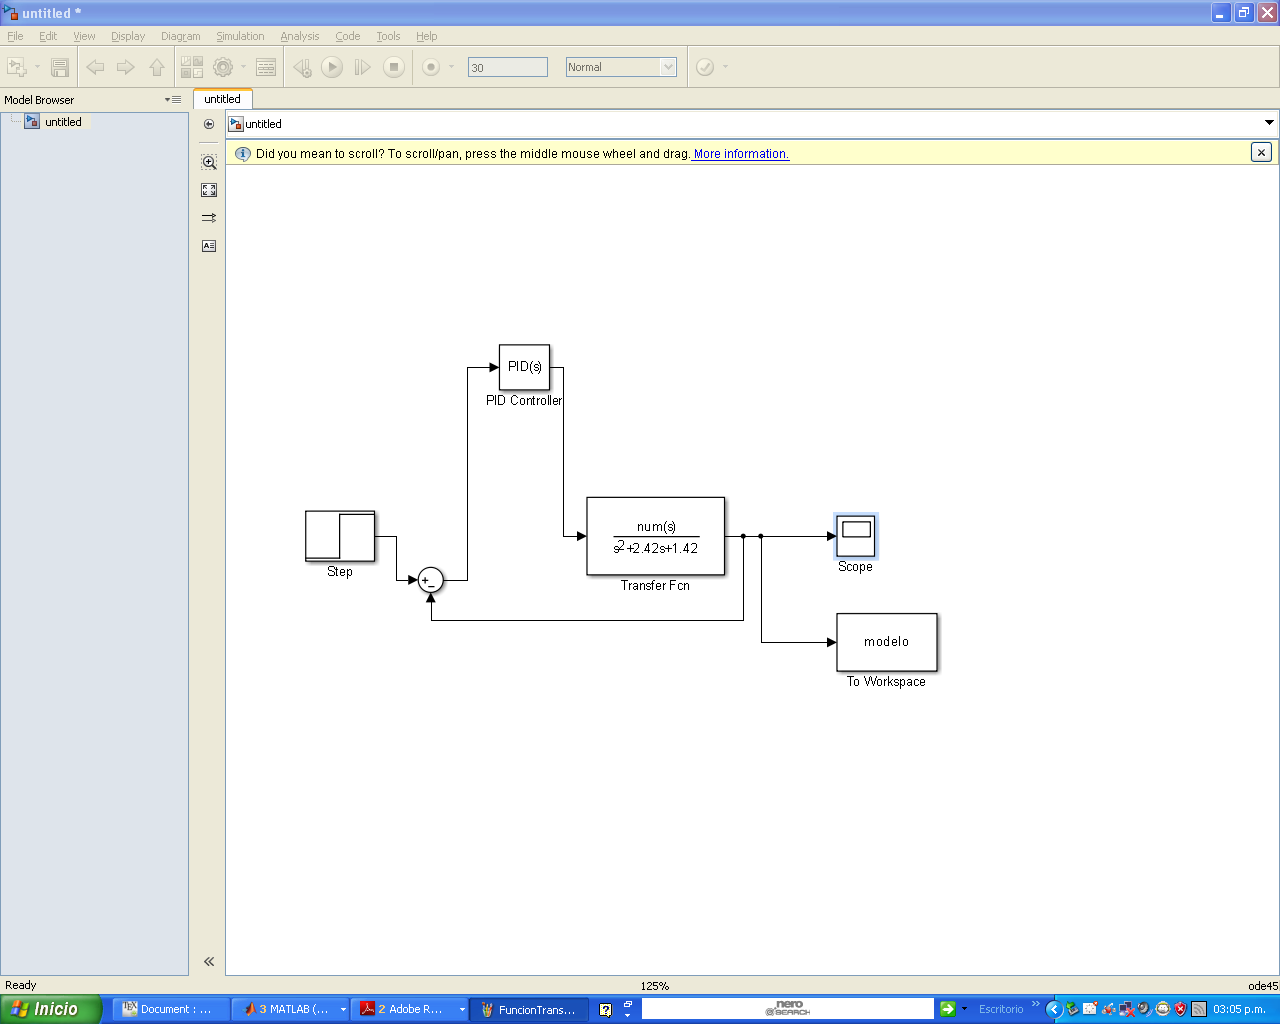 untitled *
File Edit View Display Diagram Simulation Analysis Code Tools Help
30 Normal
Model Browser
untitled
untitled
untitled
Did you mean to scroll? To scroll/pan, press the middle mouse wheel and drag. More information.
PID(s)
PID Controller
Step
+
−
num(s)
s²+2.42s+1.42
Transfer Fcn
Scope
modelo
To Workspace
Ready 125% ode45
Inicio Document : ... 3 MATLAB (... 2 Adobe R... FuncionTrans... nero SEARCH Escritorio 03:05 p.m.